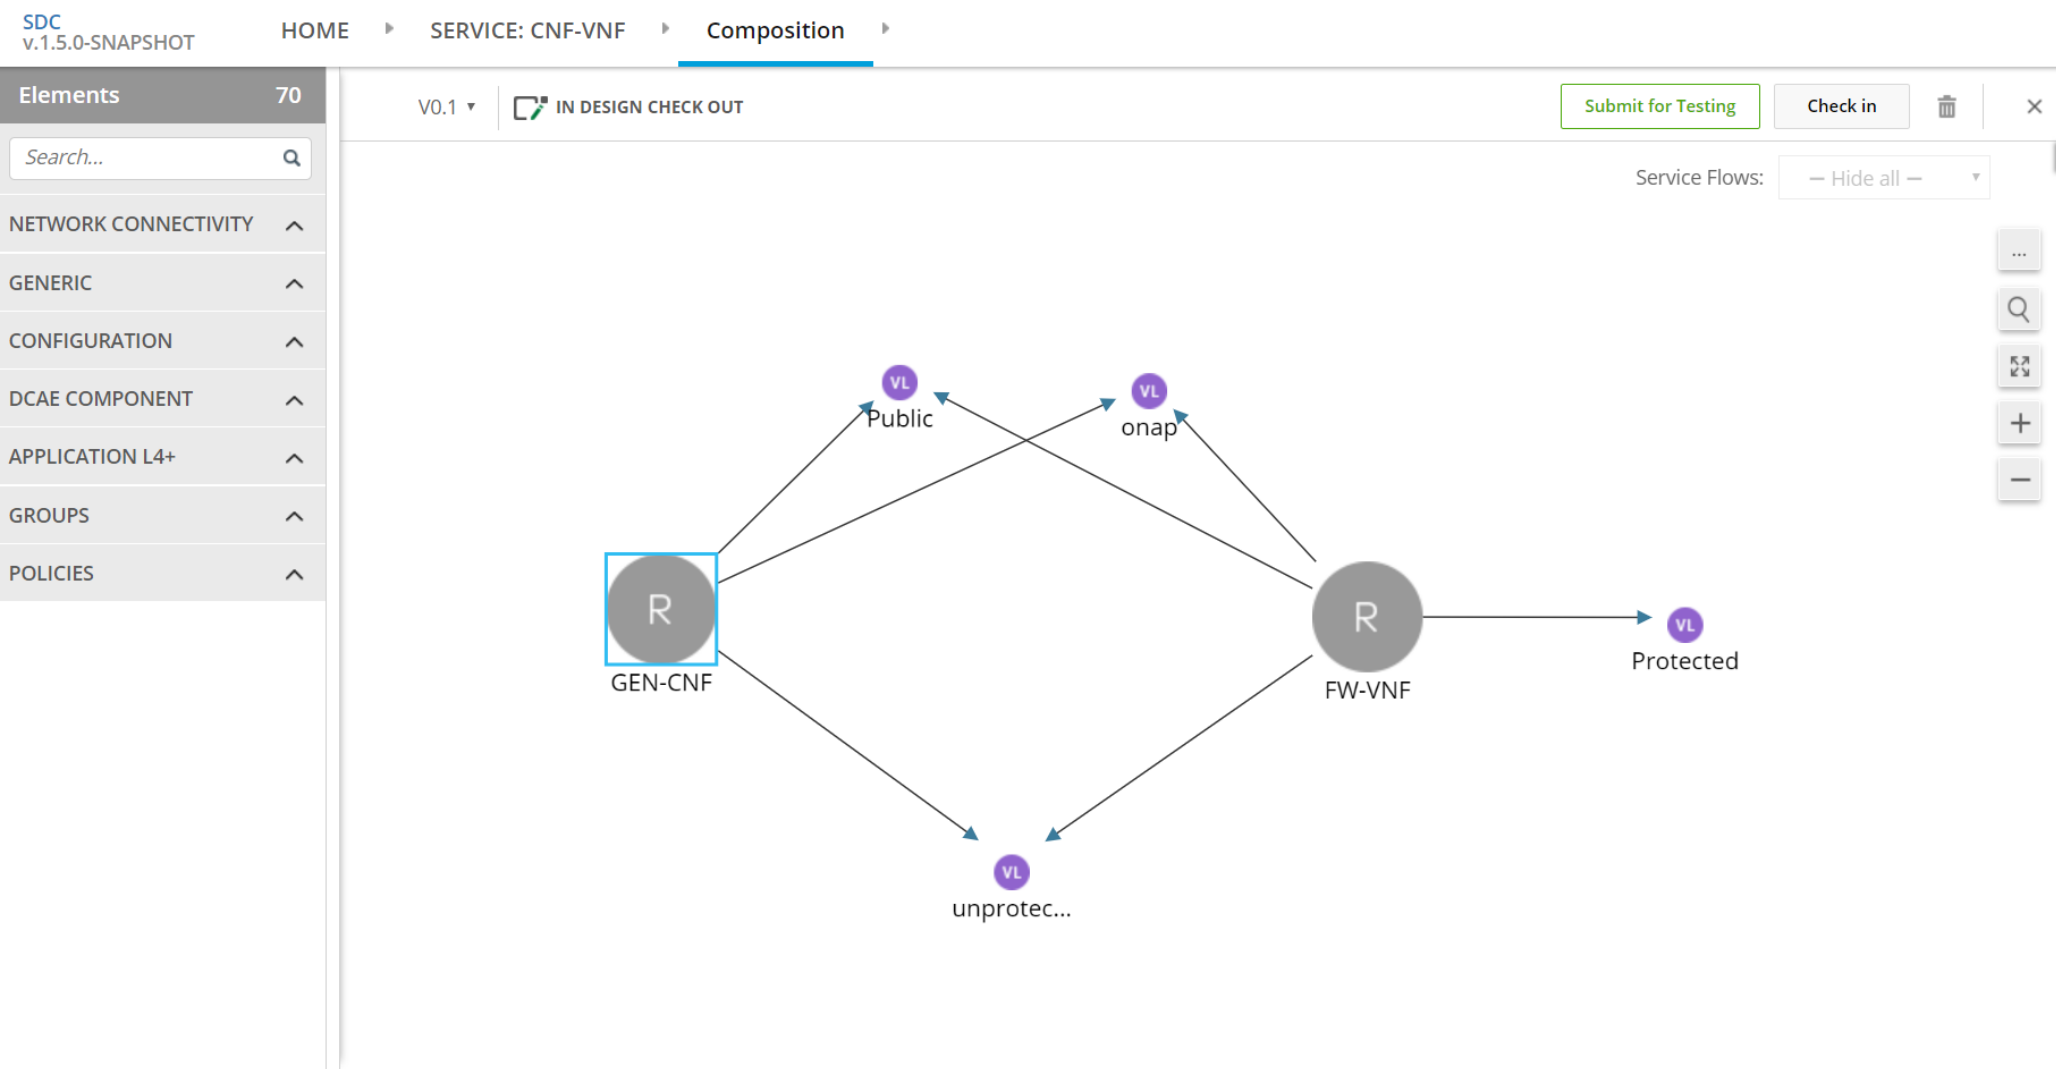 SDC
v.1.5.0-SNAPSHOT
HOME
SERVICE: CNF-VNF
Composition
Elements 70
Search...
NETWORK CONNECTIVITY
GENERIC
CONFIGURATION
DCAE COMPONENT
APPLICATION L4+
GROUPS
POLICIES
V0.1
IN DESIGN CHECK OUT
Submit for Testing
Check in
Service Flows:
— Hide all —
...
VL
Public
VL
onap
R
GEN-CNF
R
FW-VNF
VL
Protected
VL
unprotec...